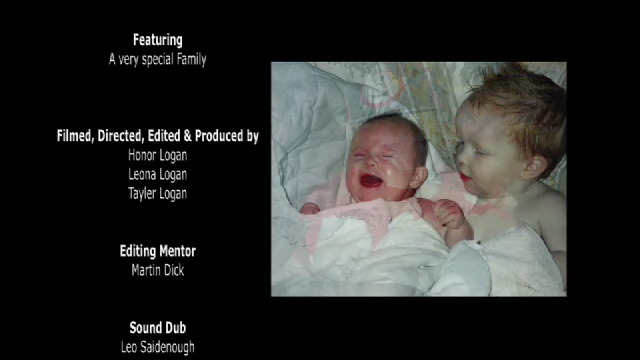 Featuring
A very special Family
Filmed, Directed, Edited & Produced by
Honor Logan
Leona Logan
Tayler Logan
Editing Mentor
Martin Dick
Sound Dub
Leo Saidenough